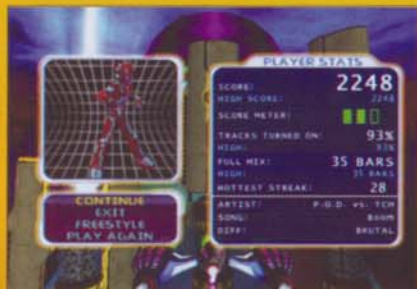 PLAYER STATS
SCORE: 2248
HIGH SCORE: 2248
SCORE METER:
TRACKS TURNED ON: 93%
HIGH: 93%
FULL MIX: 35 BARS
HIGH: 35 BARS
HOTTEST STREAK: 28
ARTIST: P.O.D. vs. TCM
SONG: BOOM
DIFF: BRUTAL
CONTINUE
EXIT
FREESTYLE
PLAY AGAIN